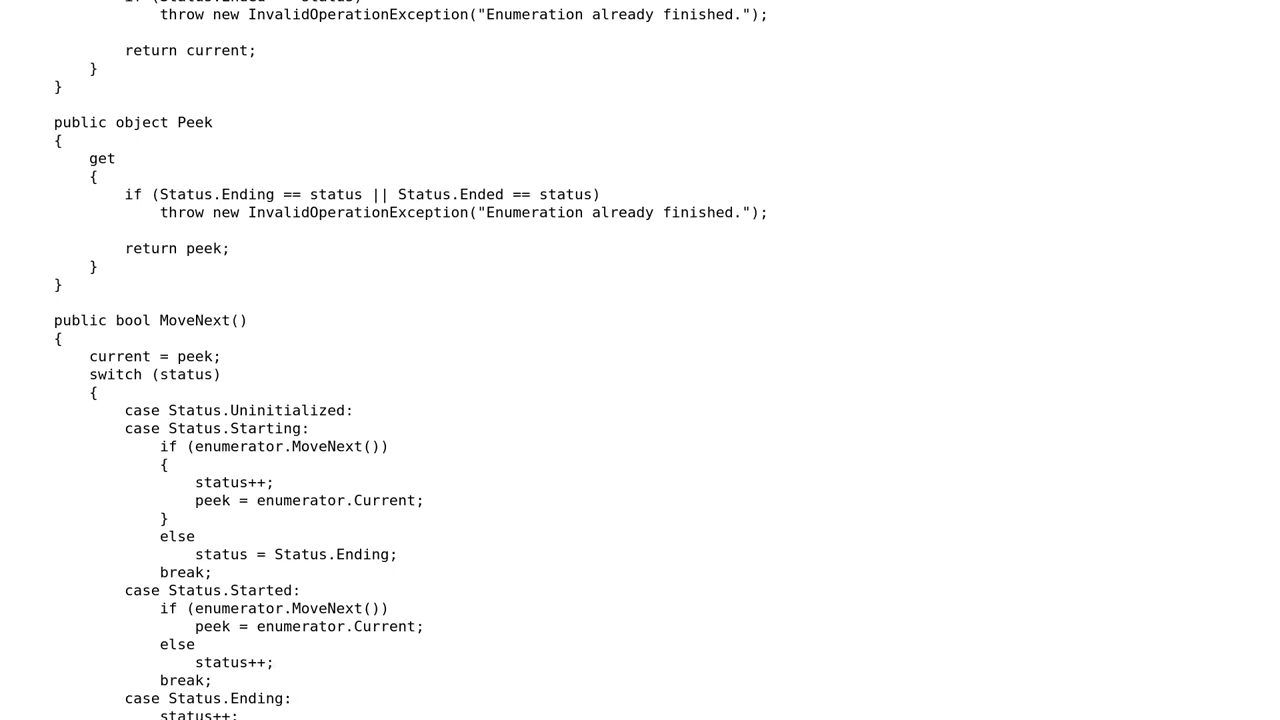 throw new InvalidOperationException("Enumeration already finished.");
return current;
}
}
public object Peek
{
get
{
if (Status.Ending == status || Status.Ended == status)
throw new InvalidOperationException("Enumeration already finished.");
return peek;
}
}
public bool MoveNext()
{
current = peek;
switch (status)
{
case Status.Uninitialized:
case Status.Starting:
if (enumerator.MoveNext())
{
status++;
peek = enumerator.Current;
}
else
status = Status.Ending;
break;
case Status.Started:
if (enumerator.MoveNext())
peek = enumerator.Current;
else
status++;
break;
case Status.Ending:
status++;